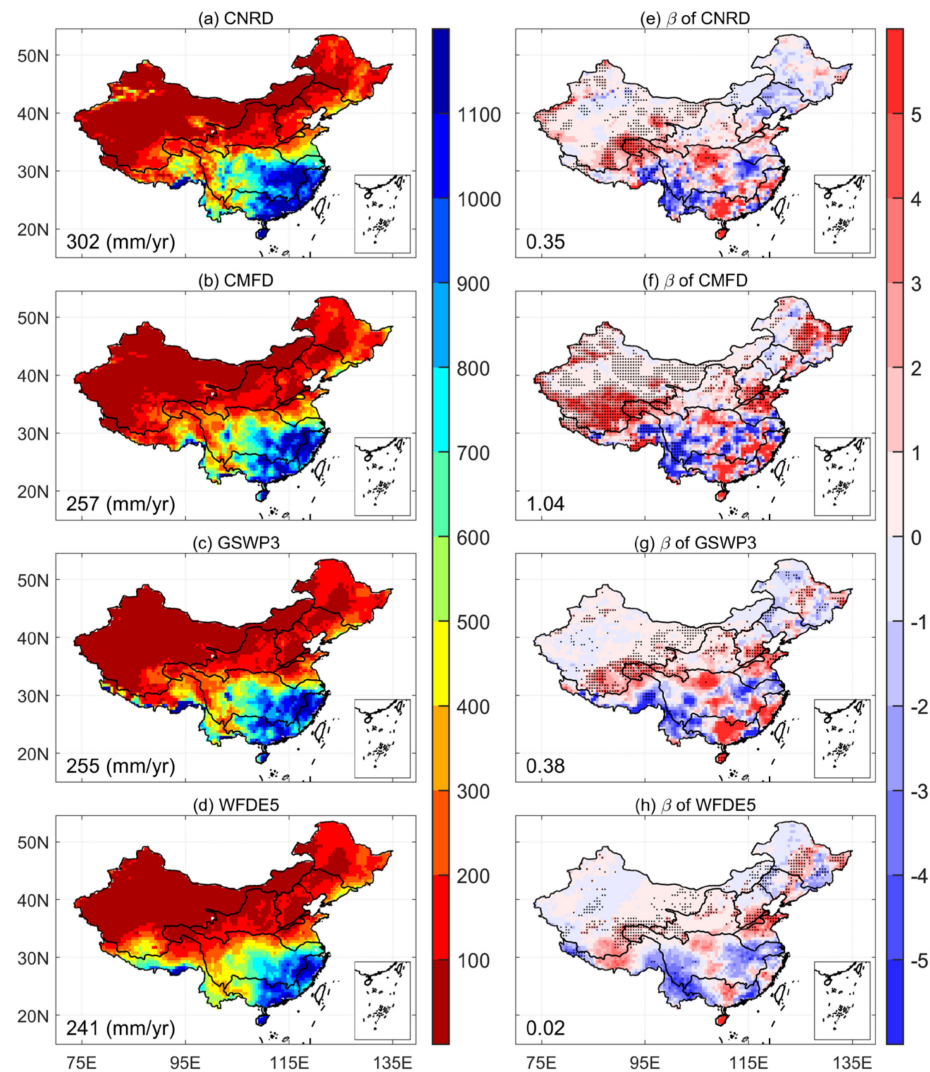 (a) CNRD
(e) β of CNRD
50N
40N
30N
20N
302 (mm/yr)
0.35
(b) CMFD
(f) β of CMFD
50N
40N
30N
20N
257 (mm/yr)
1.04
(c) GSWP3
(g) β of GSWP3
50N
40N
30N
20N
255 (mm/yr)
0.38
(d) WFDE5
(h) β of WFDE5
50N
40N
30N
20N
241 (mm/yr)
0.02
75E 95E 115E 135E
75E 95E 115E 135E
1100
1000
900
800
700
600
500
400
300
200
100
5
4
3
2
1
0
-1
-2
-3
-4
-5